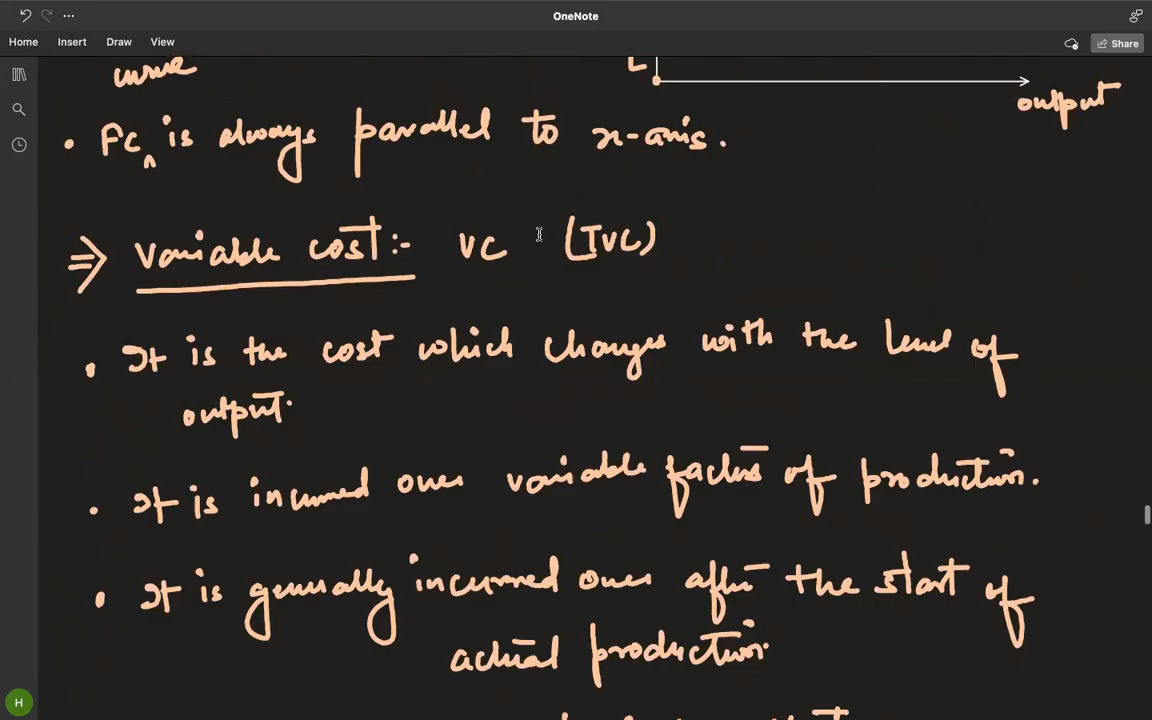 OneNote
Home Insert Draw View
Share
curve
output
• FC is always parallel to x-axis.
⇒ Variable cost:- VC (TVC)
• It is the cost which changes with the level of
output.
• It is incurred over variable factors of production.
• It is generally incurred over after the start of
actual production.
H